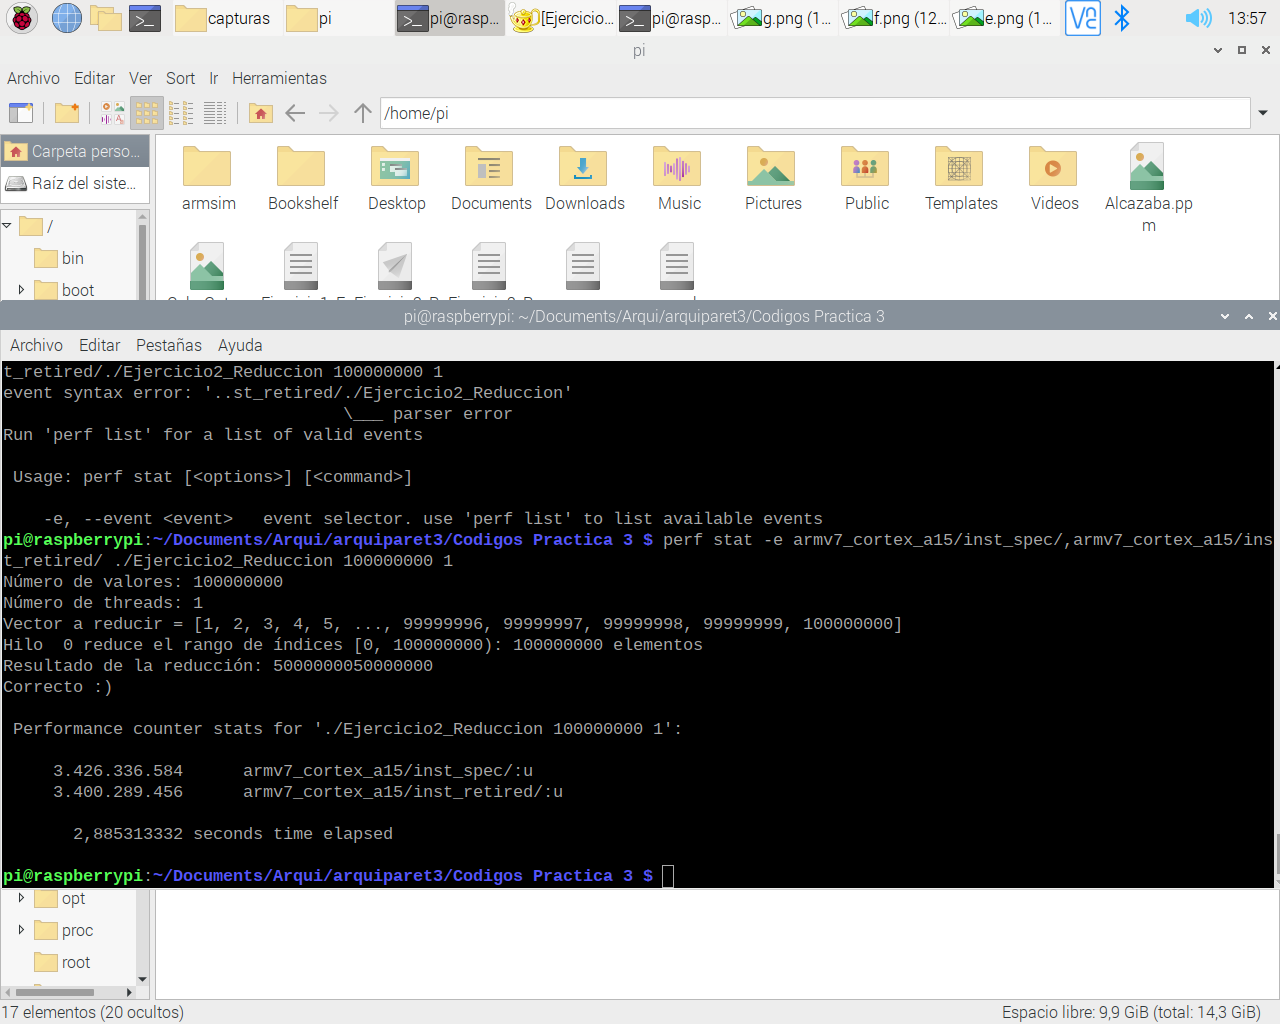 capturas
pi
pi@rasp...
[Ejercicio...
pi@rasp...
g.png (1...
f.png (12...
e.png (1...
13:57
pi
Archivo Editar Ver Sort Ir Herramientas
/home/pi
Carpeta perso...
Raíz del siste...
/
bin
boot
armsim
Bookshelf
Desktop
Documents
Downloads
Music
Pictures
Public
Templates
Videos
Alcazaba.pp
m
pi@raspberrypi: ~/Documents/Arqui/arquiparet3/Codigos Practica 3
Archivo Editar Pestañas Ayuda
t_retired/./Ejercicio2_Reduccion 100000000 1
event syntax error: '..st_retired/./Ejercicio2_Reduccion'
\___ parser error
Run 'perf list' for a list of valid events
Usage: perf stat [<options>] [<command>]
-e, --event <event>   event selector. use 'perf list' to list available events
pi@raspberrypi:~/Documents/Arqui/arquiparet3/Codigos Practica 3 $ perf stat -e armv7_cortex_a15/inst_spec/,armv7_cortex_a15/ins
t_retired/ ./Ejercicio2_Reduccion 100000000 1
Número de valores: 100000000
Número de threads: 1
Vector a reducir = [1, 2, 3, 4, 5, ..., 99999996, 99999997, 99999998, 99999999, 100000000]
Hilo  0 reduce el rango de índices [0, 100000000): 100000000 elementos
Resultado de la reducción: 5000000050000000
Correcto :)
Performance counter stats for './Ejercicio2_Reduccion 100000000 1':
3.426.336.584      armv7_cortex_a15/inst_spec/:u
3.400.289.456      armv7_cortex_a15/inst_retired/:u
2,885313332 seconds time elapsed
pi@raspberrypi:~/Documents/Arqui/arquiparet3/Codigos Practica 3 $
opt
proc
root
17 elementos (20 ocultos)
Espacio libre: 9,9 GiB (total: 14,3 GiB)